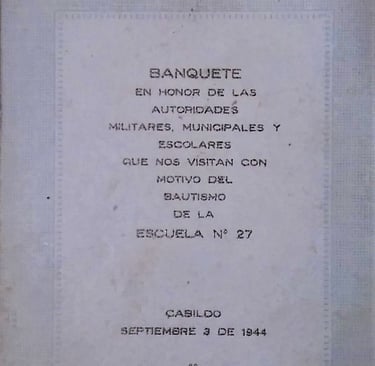 BANQUETE
EN HONOR DE LAS
AUTORIDADES
MILITARES, MUNICIPALES Y
ESCOLARES
QUE NOS VISITAN CON
MOTIVO DEL
BAUTISMO
DE LA
ESCUELA Nº 27
CABILDO
SEPTIEMBRE 3 DE 1944